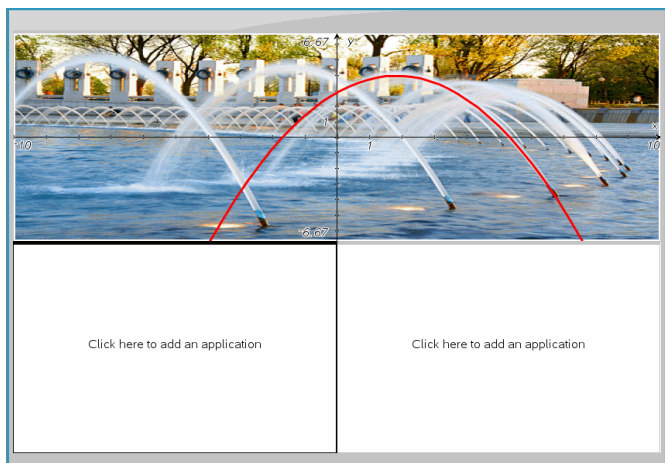 6.67 y
1
x
-10
1
10
-6.67
Click here to add an application
Click here to add an application